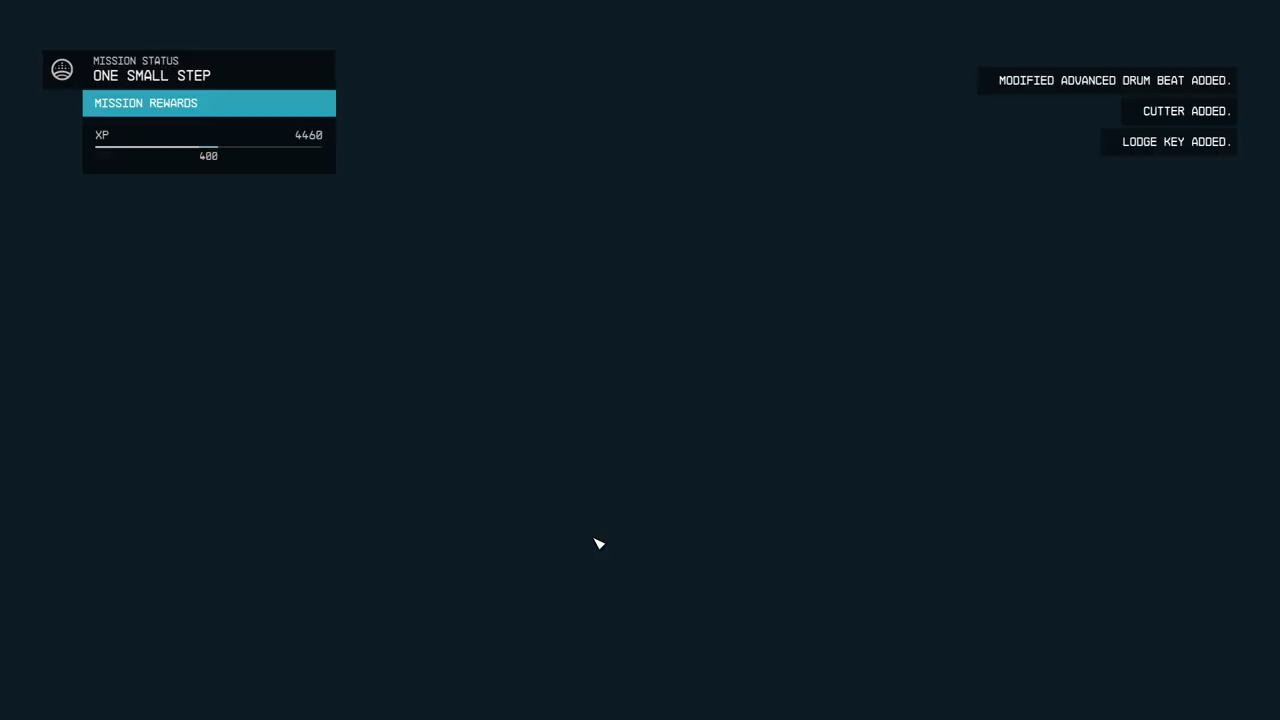 MISSION STATUS
ONE SMALL STEP
MISSION REWARDS
XP 4460
400
MODIFIED ADVANCED DRUM BEAT ADDED.
CUTTER ADDED.
LODGE KEY ADDED.